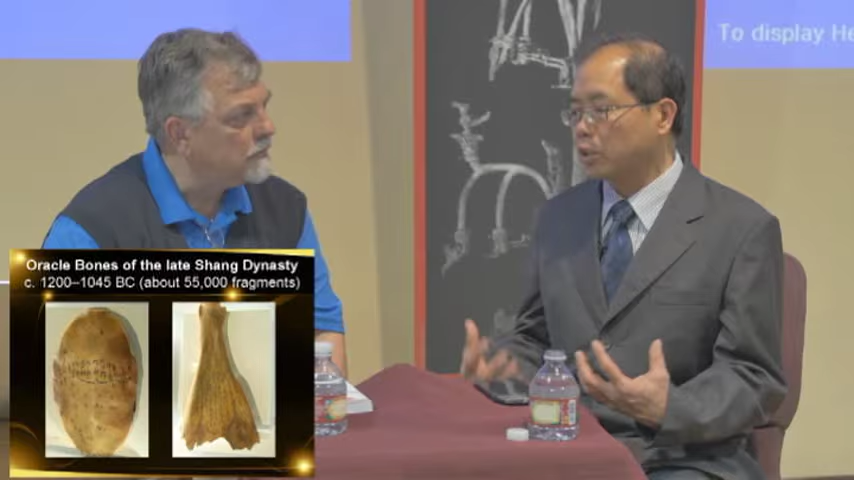 To display He
Oracle Bones of the late Shang Dynasty
c. 1200–1045 BC (about 55,000 fragments)